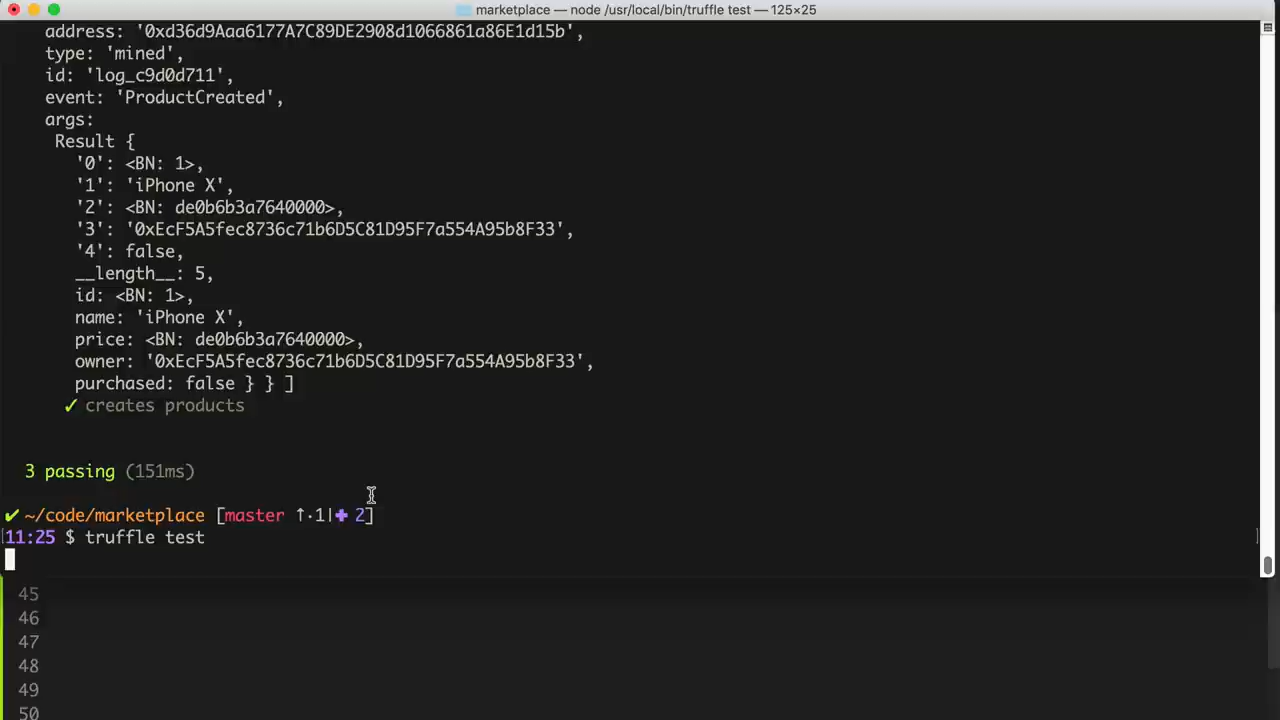 marketplace — node /usr/local/bin/truffle test — 125×25
address: '0xd36d9Aaa6177A7C89DE2908d1066861a86E1d15b',
type: 'mined',
id: 'log_c9d0d711',
event: 'ProductCreated',
args:
Result {
'0': <BN: 1>,
'1': 'iPhone X',
'2': <BN: de0b6b3a7640000>,
'3': '0xEcF5A5fec8736c71b6D5C81D95F7a554A95b8F33',
'4': false,
__length__: 5,
id: <BN: 1>,
name: 'iPhone X',
price: <BN: de0b6b3a7640000>,
owner: '0xEcF5A5fec8736c71b6D5C81D95F7a554A95b8F33',
purchased: false } } ]
✓ creates products
3 passing (151ms)
✔ ~/code/marketplace [master ↑·1|✚ 2]
[11:25 $ truffle test ]
45
46
47
48
49
50